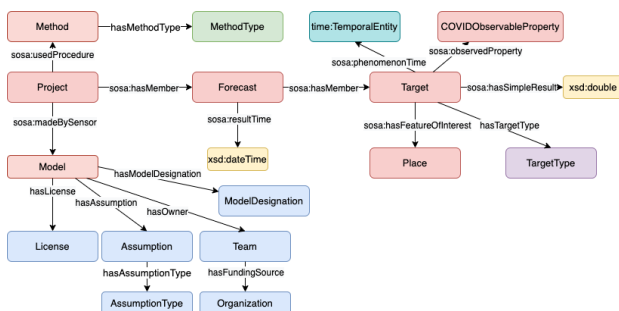 Method
hasMethodType
MethodType
time:TemporalEntity
COVIDObservableProperty
sosa:usedProcedure
sosa:phenomenonTime
sosa:observedProperty
Project
sosa:hasMember
Forecast
sosa:hasMember
Target
sosa:hasSimpleResult
xsd:double
sosa:madeBySensor
sosa:resultTime
sosa:hasFeatureOfInterest
hasTargetType
xsd:dateTime
Model
hasModelDesignation
Place
TargetType
hasLicense
hasAssumption
ModelDesignation
hasOwner
License
Assumption
Team
hasAssumptionType
hasFundingSource
AssumptionType
Organization